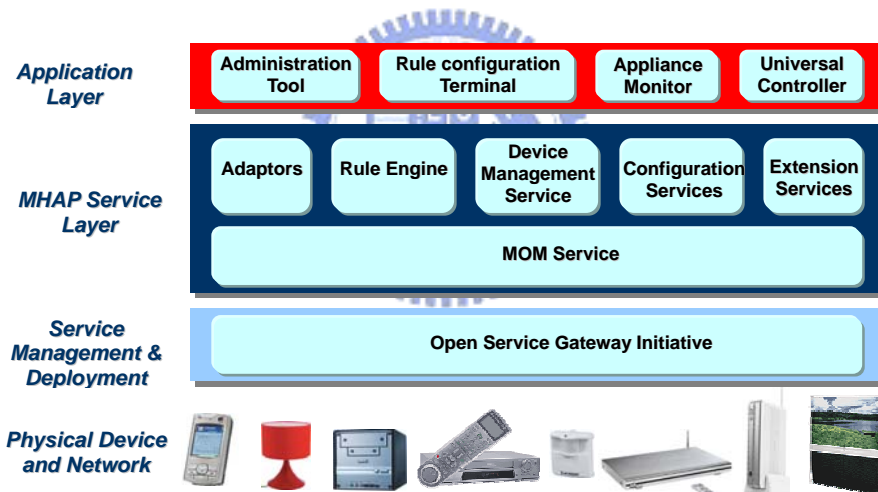 Application
Layer
Administration
Tool
Rule configuration
Terminal
Appliance
Monitor
Universal
Controller
MHAP Service
Layer
Adaptors
Rule Engine
Device
Management
Service
Configuration
Services
Extension
Services
MOM Service
Service
Management &
Deployment
Open Service Gateway Initiative
Physical Device
and Network